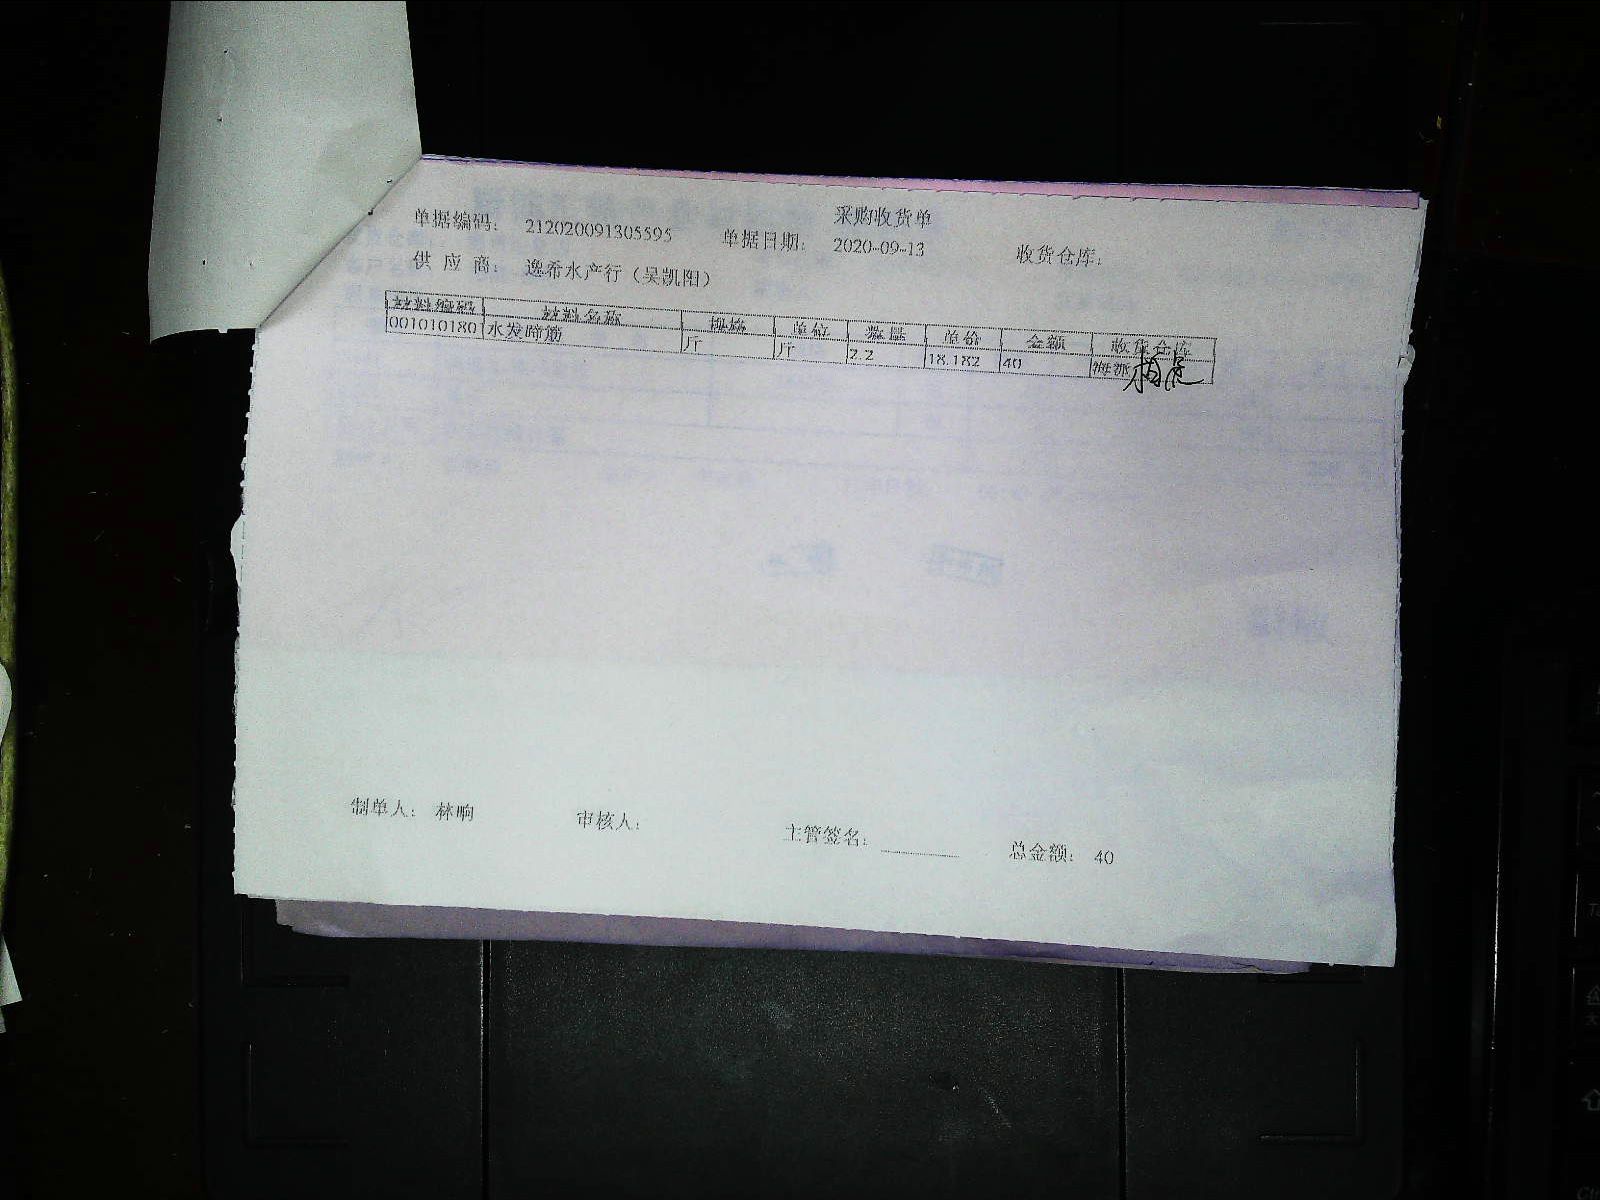 采购收货单
单据编码： 212020091305595 单据日期： 2020-09-13 收货仓库：
供 应 商： 逸希水产行（吴凯阳）
材料编码 材料名称 规格 单位 数量 单价 金额 收货仓库
001010180 水发啼筋 斤 斤 2.2 18.182 40 海派
制单人： 林晌 审核人： 主管签名： 总金额： 40